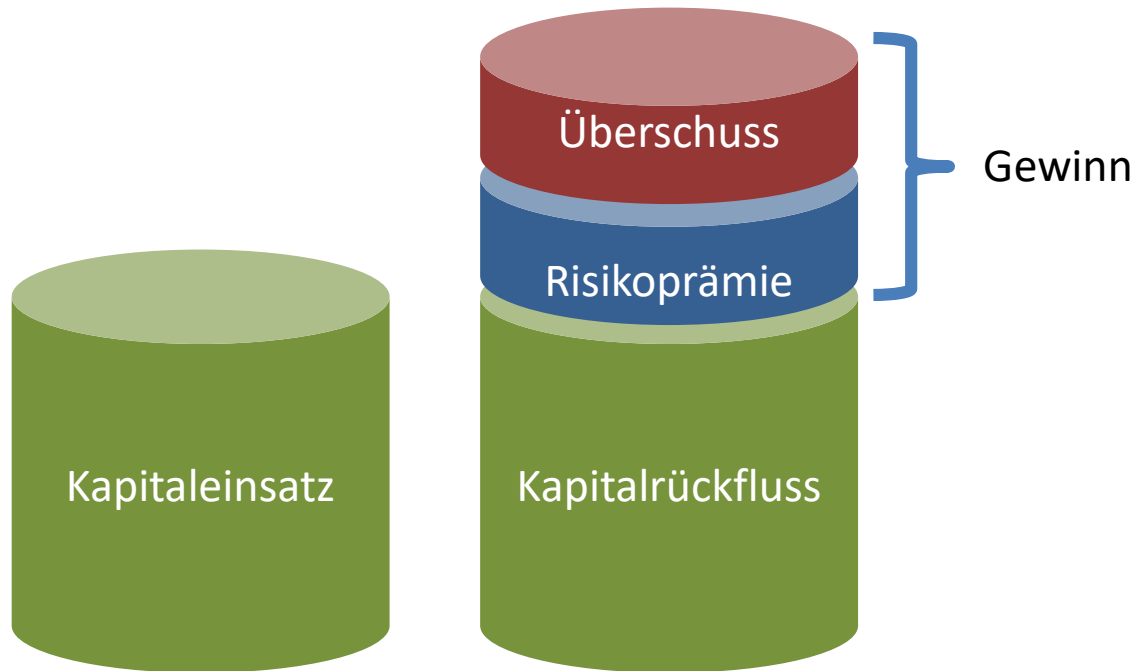 Überschuss
Gewinn
Risikoprämie
Kapitaleinsatz
Kapitalrückfluss